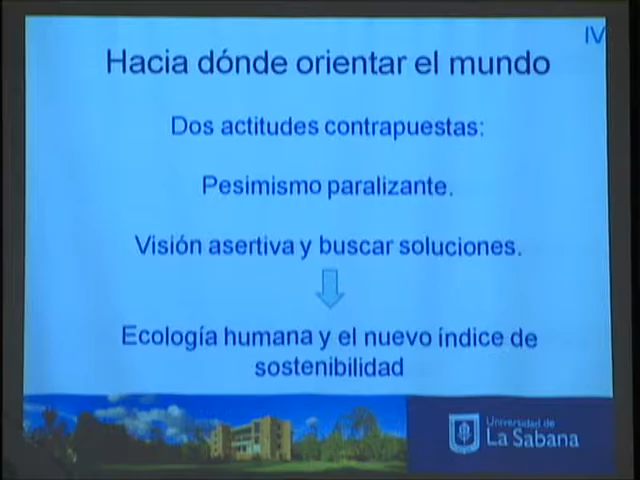 IV
Hacia dónde orientar el mundo
Dos actitudes contrapuestas:
Pesimismo paralizante.
Visión asertiva y buscar soluciones.
Ecología humana y el nuevo índice de
sostenibilidad
Universidad de
La Sabana